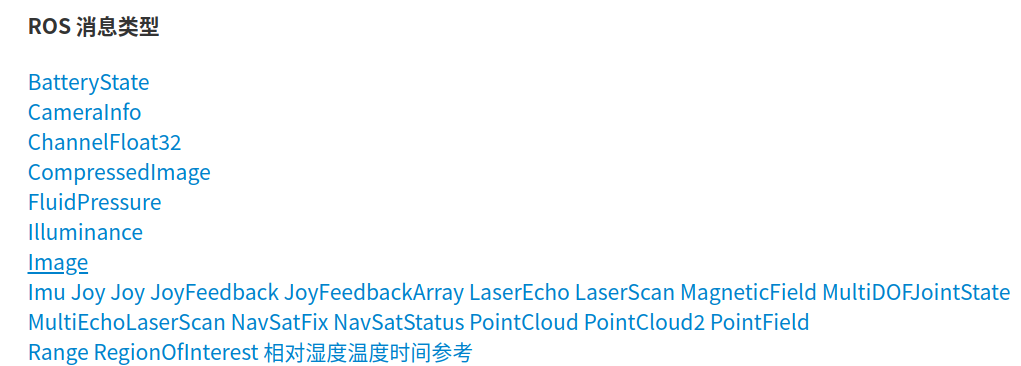 ROS 消息类型
BatteryState
CameraInfo
ChannelFloat32
CompressedImage
FluidPressure
Illuminance
Image
Imu Joy Joy JoyFeedback JoyFeedbackArray LaserEcho LaserScan MagneticField MultiDOFJointState
MultiEchoLaserScan NavSatFix NavSatStatus PointCloud PointCloud2 PointField
Range RegionOfInterest 相对湿度温度时间参考